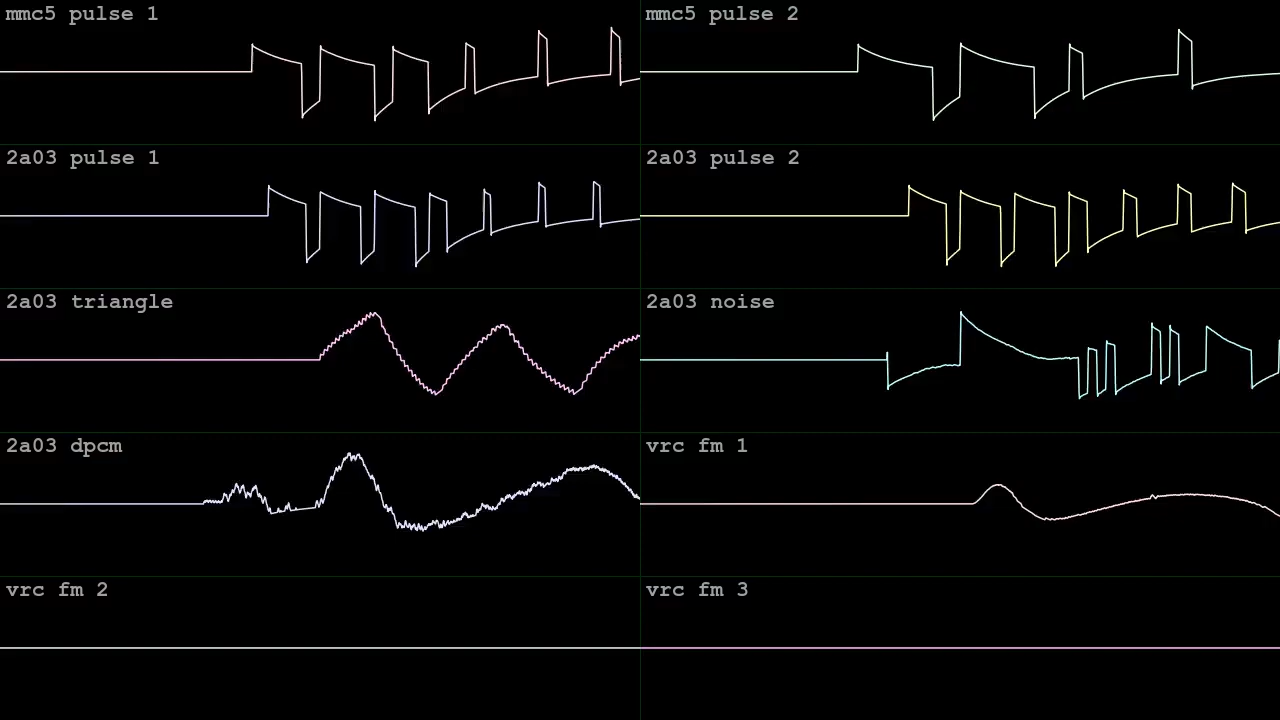 mmc5 pulse 1
mmc5 pulse 2
2a03 pulse 1
2a03 pulse 2
2a03 triangle
2a03 noise
2a03 dpcm
vrc fm 1
vrc fm 2
vrc fm 3